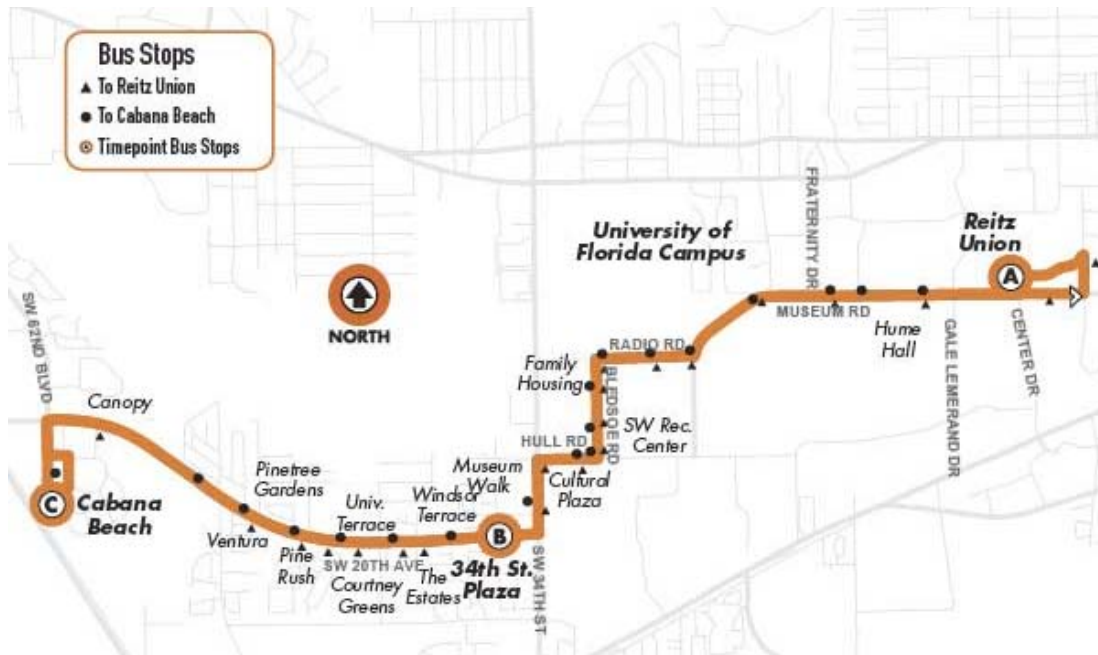 Bus Stops
To Reitz Union
To Cabana Beach
Timepoint Bus Stops
FRATERNITY DR
University of
Florida Campus
Reitz
Union
A
NORTH
MUSEUM RD
Hume
Hall
GALE LEMERAND DR
CENTER DR
SW 62ND BLVD
Canopy
Family
Housing
RADIO RD
BLEDSOE RD
SW Rec.
Center
HULL RD
Cultural
Plaza
Museum
Walk
Pinetree
Gardens
Univ.
Terrace
Windsor
Terrace
C
Cabana
Beach
Ventura
Pine
Rush
SW 20TH AVE
Courtney
Greens
The
Estates
B
34th St.
Plaza
SW 34TH ST